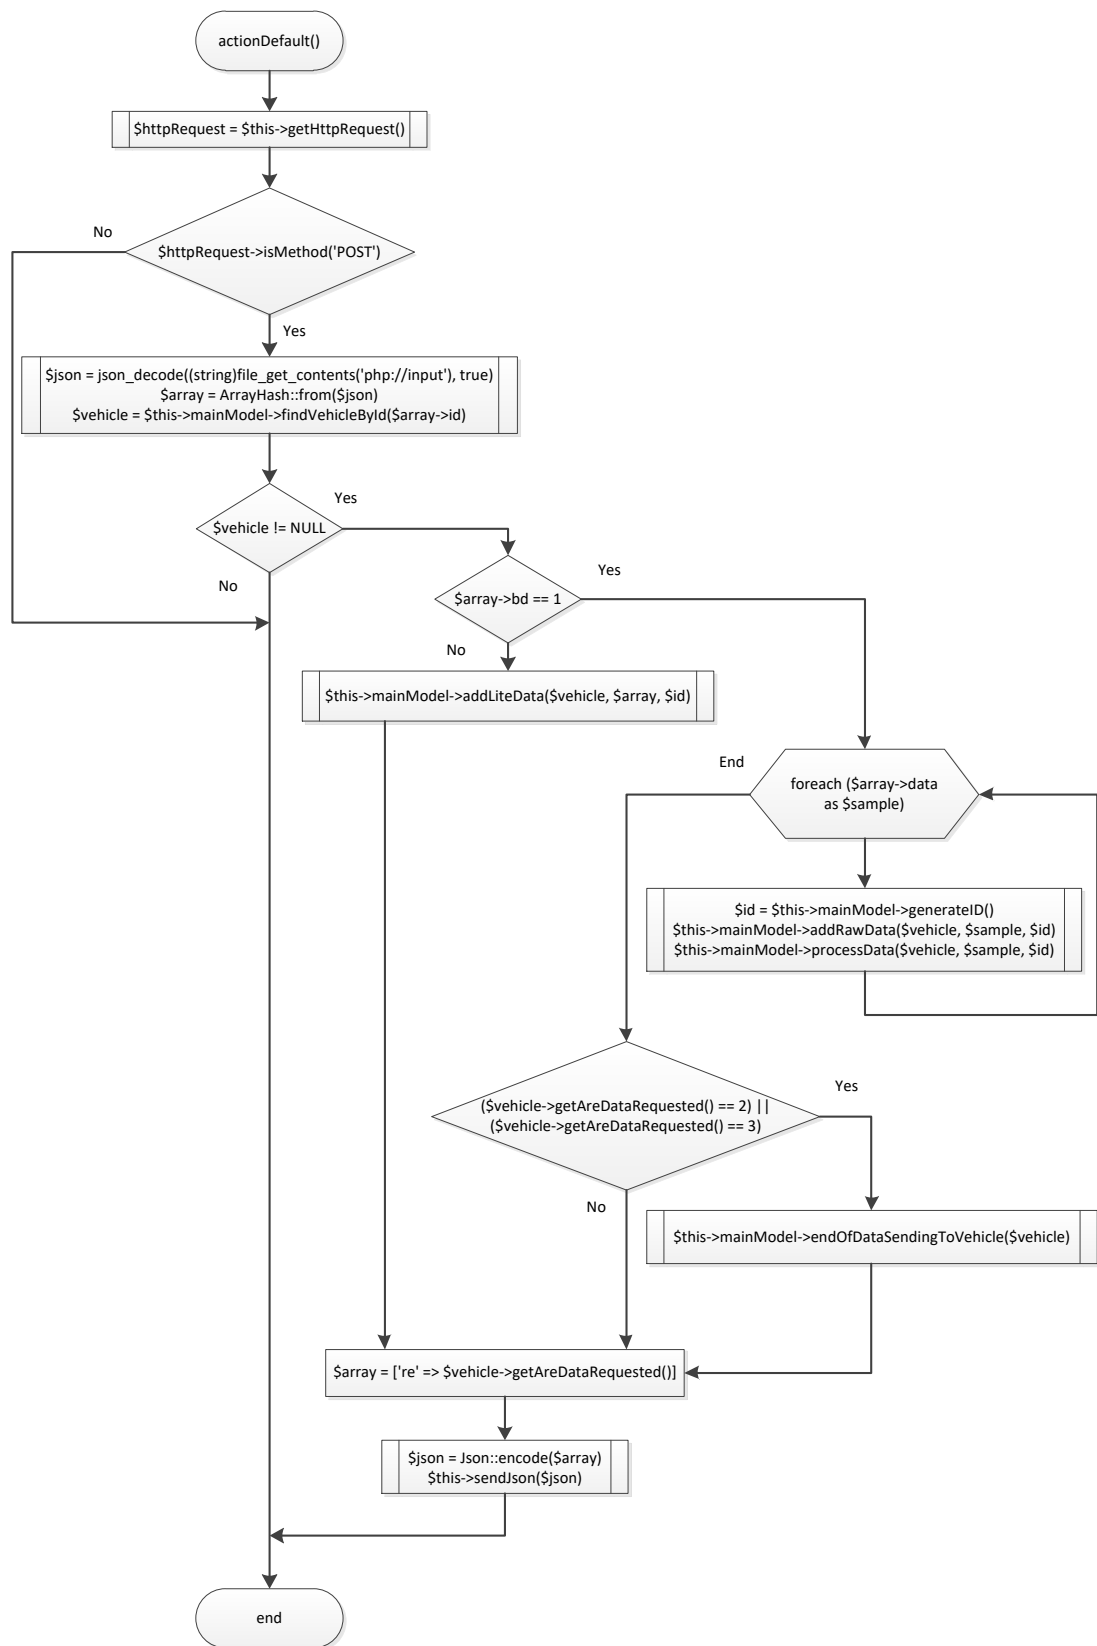 actionDefault()
$httpRequest = $this->getHttpRequest()
No
$httpRequest->isMethod('POST')
Yes
$json = json_decode((string)file_get_contents('php://input'), true)
$array = ArrayHash::from($json)
$vehicle = $this->mainModel->findVehicleById($array->id)
Yes
$vehicle != NULL
No
Yes
$array->bd == 1
No
$this->mainModel->addLiteData($vehicle, $array, $id)
End
foreach ($array->data
as $sample)
$id = $this->mainModel->generateID()
$this->mainModel->addRawData($vehicle, $sample, $id)
$this->mainModel->processData($vehicle, $sample, $id)
Yes
($vehicle->getAreDataRequested() == 2) ||
($vehicle->getAreDataRequested() == 3)
No
$this->mainModel->endOfDataSendingToVehicle($vehicle)
$array = ['re' => $vehicle->getAreDataRequested()]
$json = Json::encode($array)
$this->sendJson($json)
end